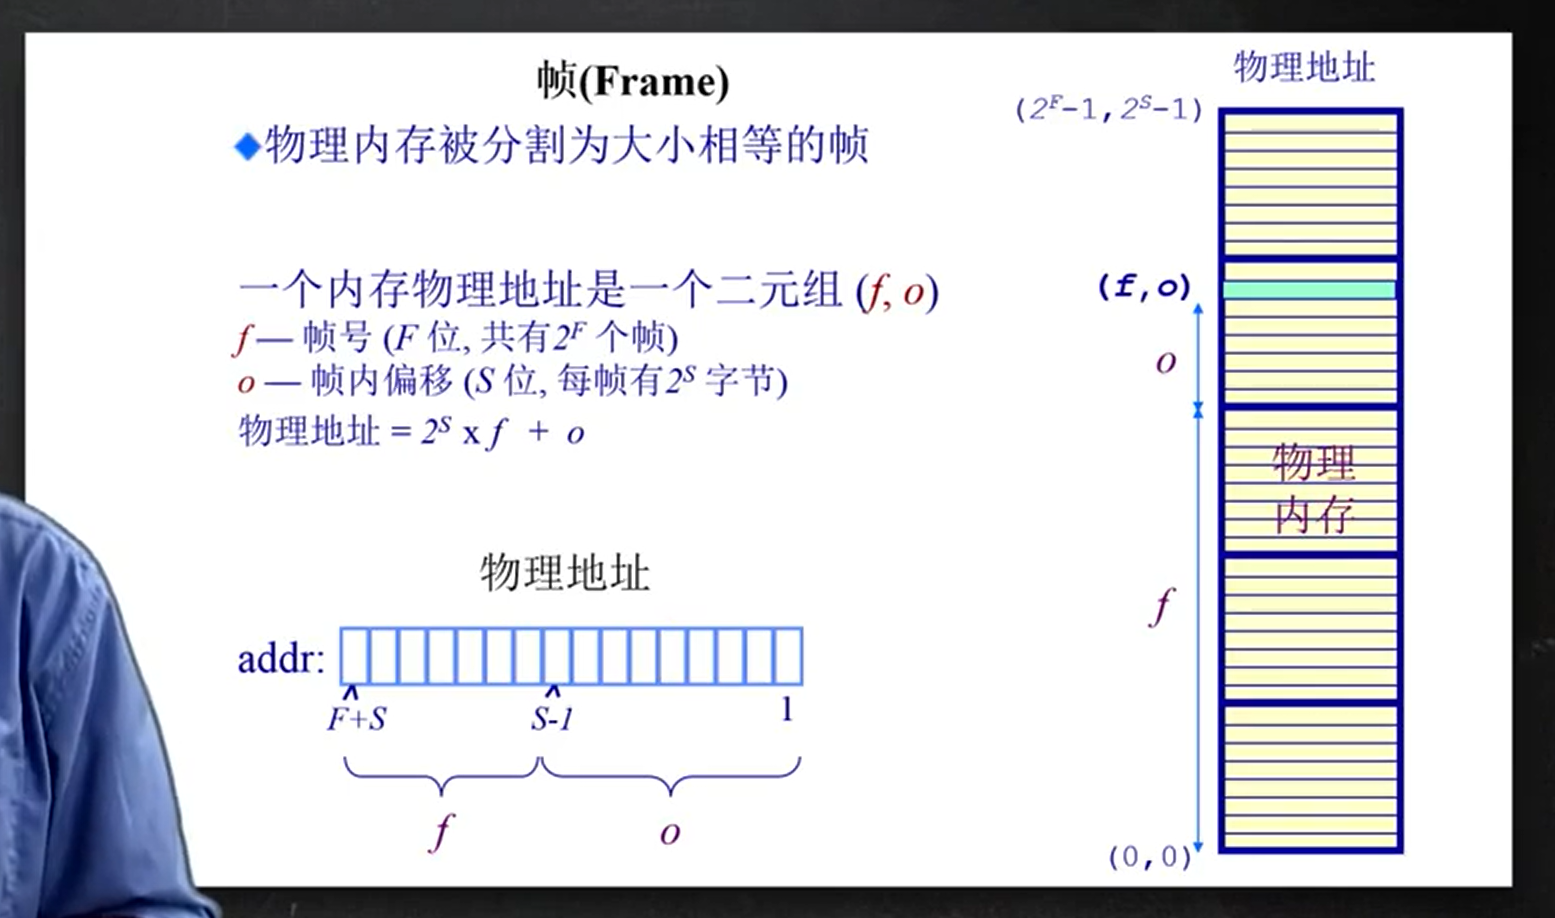 帧(Frame)
物理内存被分割为大小相等的帧
一个内存物理地址是一个二元组 (f, o)
f — 帧号 (F 位, 共有2^F 个帧)
o — 帧内偏移 (S 位, 每帧有2^S 字节)
物理地址 = 2^S x f + o
物理地址
addr:
F+S S-1 1
f o
物理地址
(2^F-1,2^S-1)
(f,o)
o
物理
内存
f
(0,0)